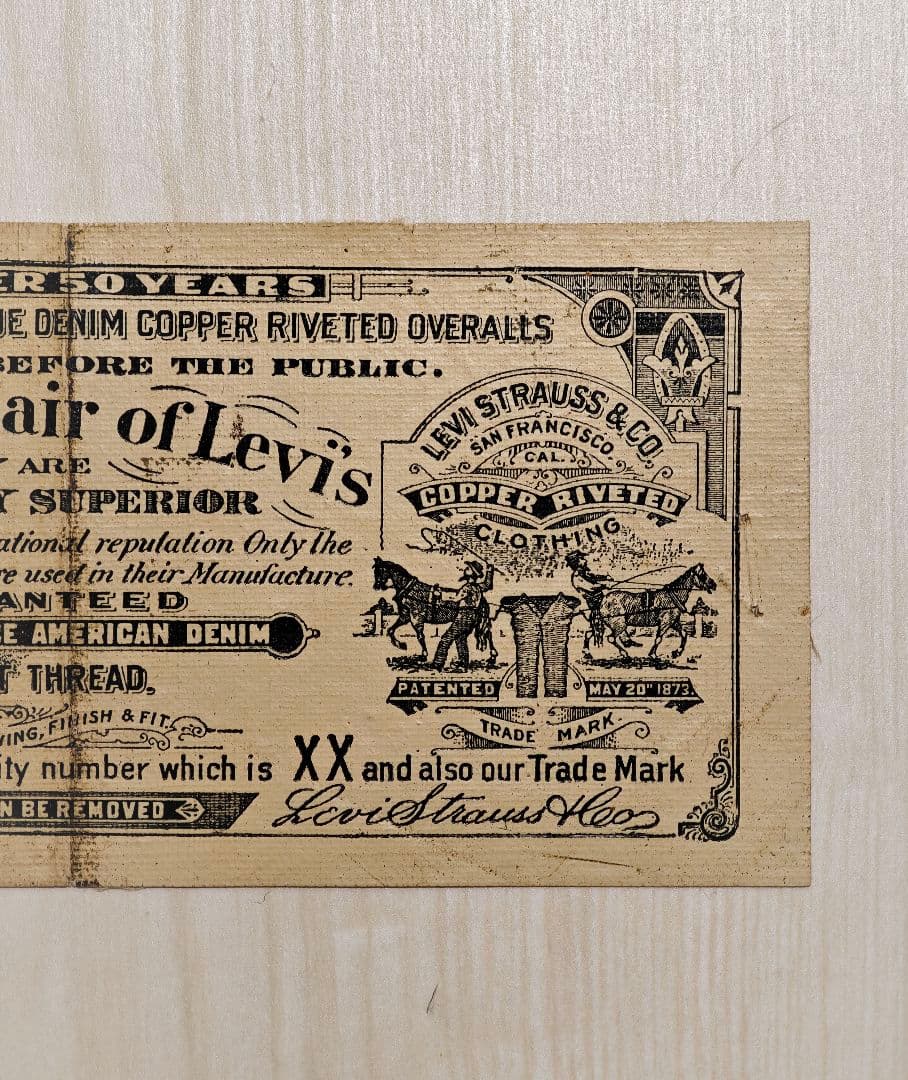 ER 50 YEARS
UE DENIM COPPER RIVETED OVERALLS
BEFORE THE PUBLIC.
air of Levi's
Y ARE
Y SUPERIOR
ational reputation Only the
re used in their Manufacture.
ANTEED
E AMERICAN DENIM
T THREAD,
ING, FINISH & FIT.
ity number which is XX and also our Trade Mark
N BE REMOVED
Levi Strauss & Co
LEVI STRAUSS & CO.
SAN FRANCISCO.
CAL.
COPPER RIVETED
CLOTHING
PATENTED MAY 20" 1873.
TRADE MARK.